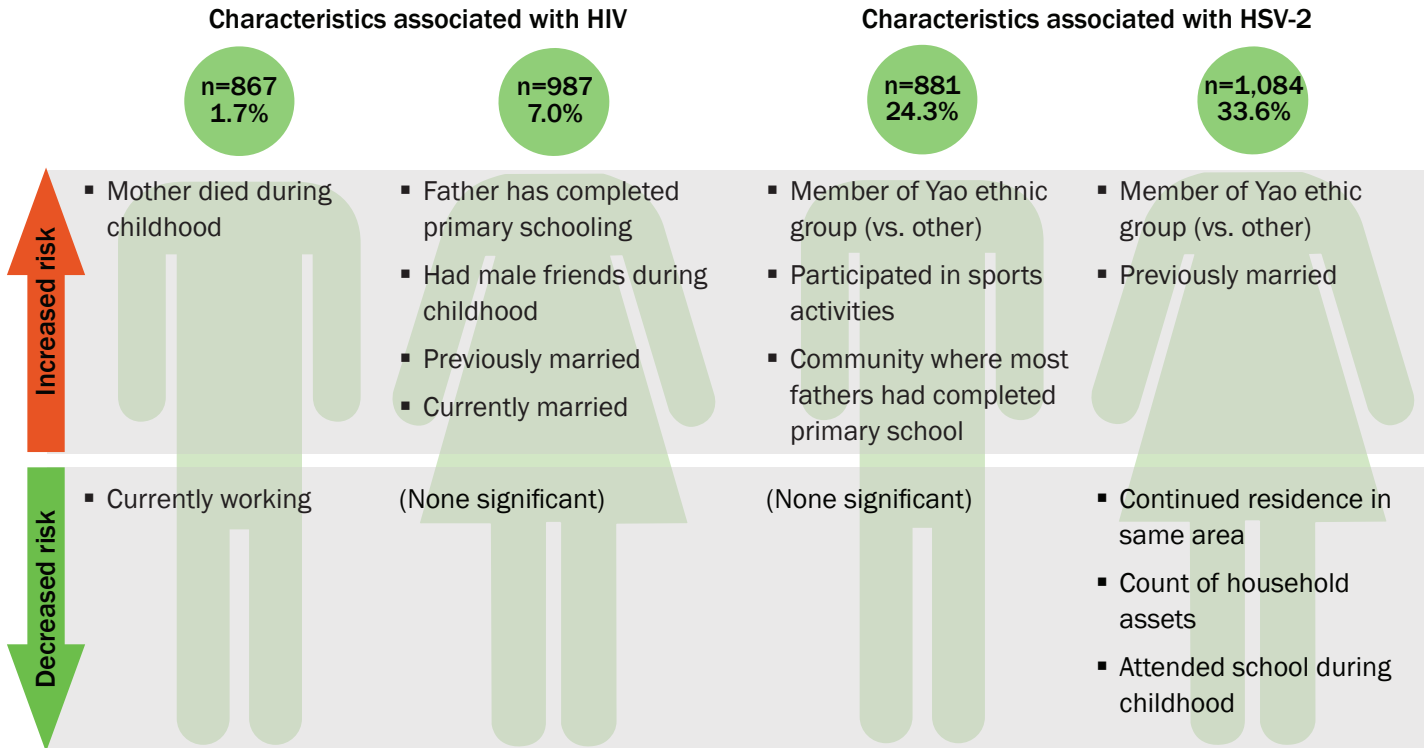 Characteristics associated with HIV
n=867
1.7%
n=987
7.0%
Increased risk
▪ Mother died during
childhood
▪ Father has completed
primary schooling
▪ Had male friends during
childhood
▪ Previously married
▪ Currently married
Decreased risk
▪ Currently working
(None significant)
Characteristics associated with HSV-2
n=881
24.3%
n=1,084
33.6%
▪ Member of Yao ethnic
group (vs. other)
▪ Participated in sports
activities
▪ Community where most
fathers had completed
primary school
▪ Member of Yao ethic
group (vs. other)
▪ Previously married
(None significant)
▪ Continued residence in
same area
▪ Count of household
assets
▪ Attended school during
childhood